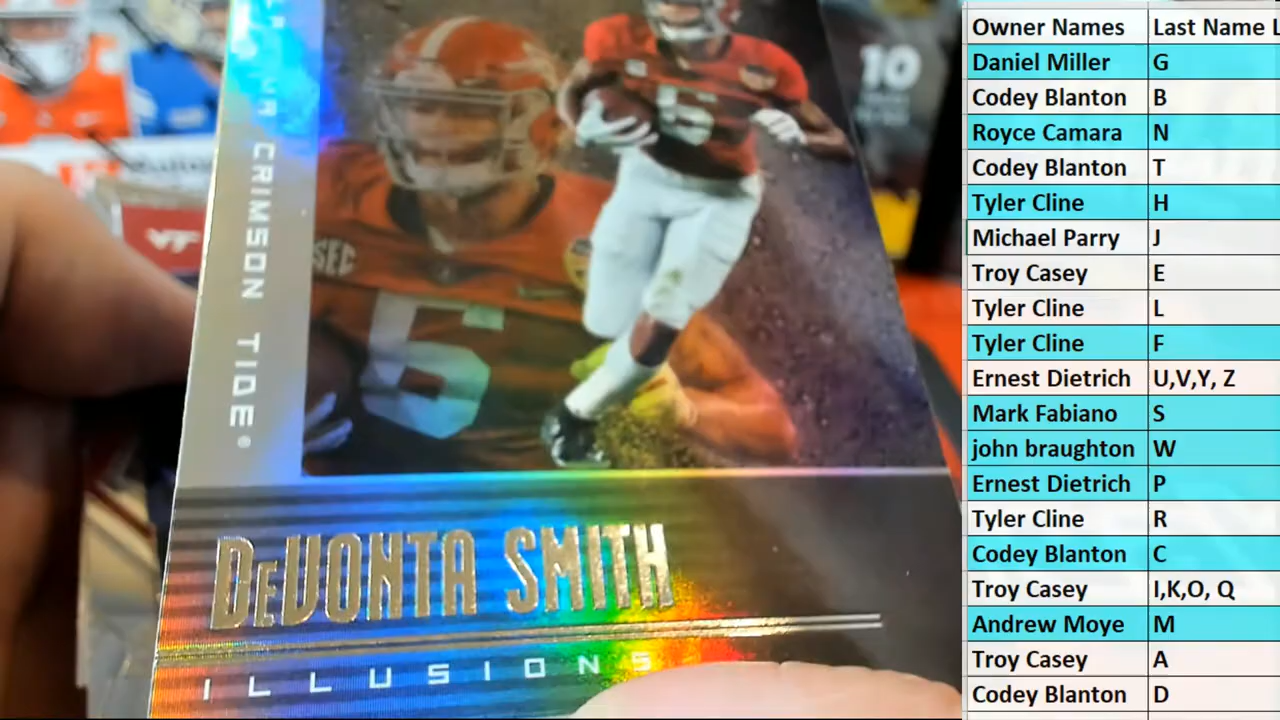 10
CRIMSON TIDE®
SEC
6
6
VT
DeVONTA SMITH
ILLUSIONS
Owner Names Last Name L
Daniel Miller G
Codey Blanton B
Royce Camara N
Codey Blanton T
Tyler Cline H
Michael Parry J
Troy Casey E
Tyler Cline L
Tyler Cline F
Ernest Dietrich U,V,Y, Z
Mark Fabiano S
john braughton W
Ernest Dietrich P
Tyler Cline R
Codey Blanton C
Troy Casey I,K,O, Q
Andrew Moye M
Troy Casey A
Codey Blanton D